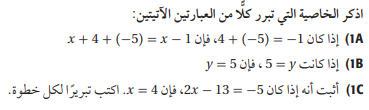 اذكر الخاصية التي تبرر كلًّا من العبارتين الآتيتين:
1A) إذا كان 4 + (-5) = -1، فإن x + 4 + (-5) = x - 1
1B) إذا كانت 5 = y ، فإن y = 5
1C) أثبت أنه إذا كان 2x - 13 = -5، فإن x = 4. اكتب تبريرًا لكل خطوة.